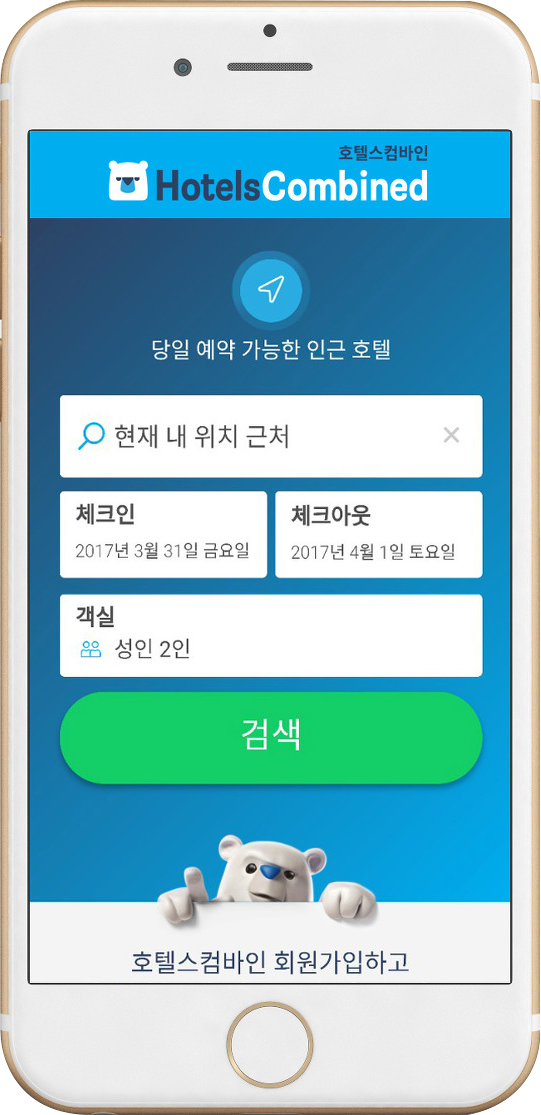 호텔스컴바인
HotelsCombined
당일 예약 가능한 인근 호텔
현재 내 위치 근처
체크인
2017년 3월 31일 금요일
체크아웃
2017년 4월 1일 토요일
객실
성인 2인
검색
호텔스컴바인 회원가입하고